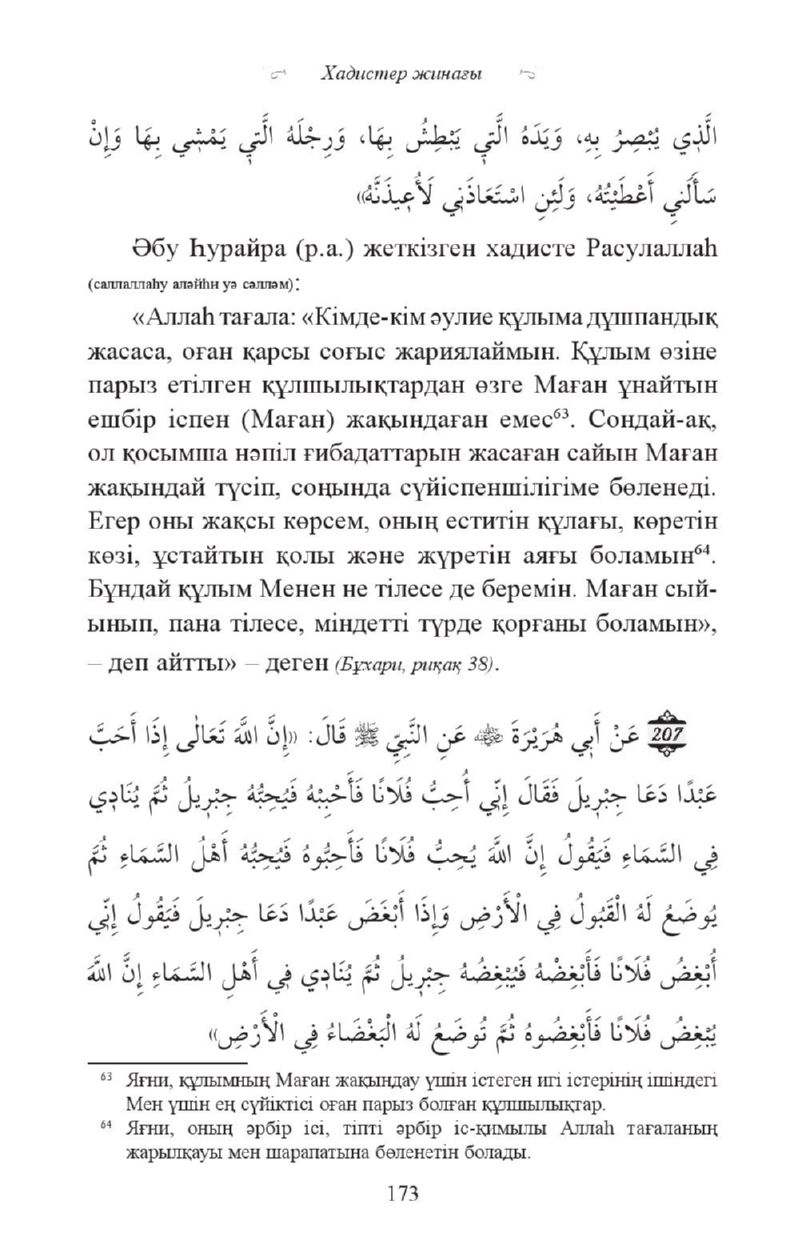 Хадистер жинағы
الَّذِي يُبْصِرُ بِهِ، وَيَدَهُ الَّتِي يَبْطِشُ بِهَا، وَرِجْلَهُ الَّتِي يَمْشِي بِهَا وَإِنْ
سَأَلَنِي أَعْطَيْتُهُ، وَلَئِنِ اسْتَعَاذَنِي لَأُعِيذَنَّهُ»
Әбу Һурайра (р.а.) жеткізген хадисте Расулаллаһ
(саллаллаһу аләйһи уә сәлләм):
«Аллаһ тағала: «Кімде-кім әулие құлыма дұшпандық
жасаса, оған қарсы соғыс жариялаймын. Құлым өзіне
парыз етілген құлшылықтардан өзге Маған ұнайтын
ешбір іспен (Маған) жақындаған емес⁶³. Сондай-ақ,
ол қосымша нәпіл ғибадаттарын жасаған сайын Маған
жақындай түсіп, соңында сүйіспеншілігіме бөленеді.
Егер оны жақсы көрсем, оның еститін құлағы, көретін
көзі, ұстайтын қолы және жүретін аяғы боламын⁶⁴.
Бұндай құлым Менен не тілесе де беремін. Маған сый-
ынып, пана тілесе, міндетті түрде қорғаны боламын»,
– деп айтты» – деген (Бұхари, риқақ 38).
207 عَنْ أَبِي هُرَيْرَةَ ﷺ عَنِ النَّبِيِّ ﷺ قَالَ: «إِنَّ اللهَ تَعَالَى إِذَا أَحَبَّ
عَبْدًا دَعَا جِبْرِيلَ فَقَالَ إِنِّي أُحِبُّ فُلَانًا فَأَحْبِبْهُ فَيُحِبُّهُ جِبْرِيلُ ثُمَّ يُنَادِي
فِي السَّمَاءِ فَيَقُولُ إِنَّ اللهَ يُحِبُّ فُلَانًا فَأَحِبُّوهُ فَيُحِبُّهُ أَهْلُ السَّمَاءِ ثُمَّ
يُوضَعُ لَهُ الْقَبُولُ فِي الْأَرْضِ وَإِذَا أَبْغَضَ عَبْدًا دَعَا جِبْرِيلَ فَيَقُولُ إِنِّي
أُبْغِضُ فُلَانًا فَأَبْغِضْهُ فَيُبْغِضُهُ جِبْرِيلُ ثُمَّ يُنَادِي فِي أَهْلِ السَّمَاءِ إِنَّ اللهَ
يُبْغِضُ فُلَانًا فَأَبْغِضُوهُ ثُمَّ تُوضَعُ لَهُ الْبَغْضَاءُ فِي الْأَرْضِ»
⁶³ Яғни, құлымның Маған жақындау үшін істеген игі істерінің ішіндегі
Мен үшін ең сүйіктісі оған парыз болған құлшылықтар.
⁶⁴ Яғни, оның әрбір ісі, тіпті әрбір іс-қимылы Аллаһ тағаланың
жарылқауы мен шарапатына бөленетін болады.
173